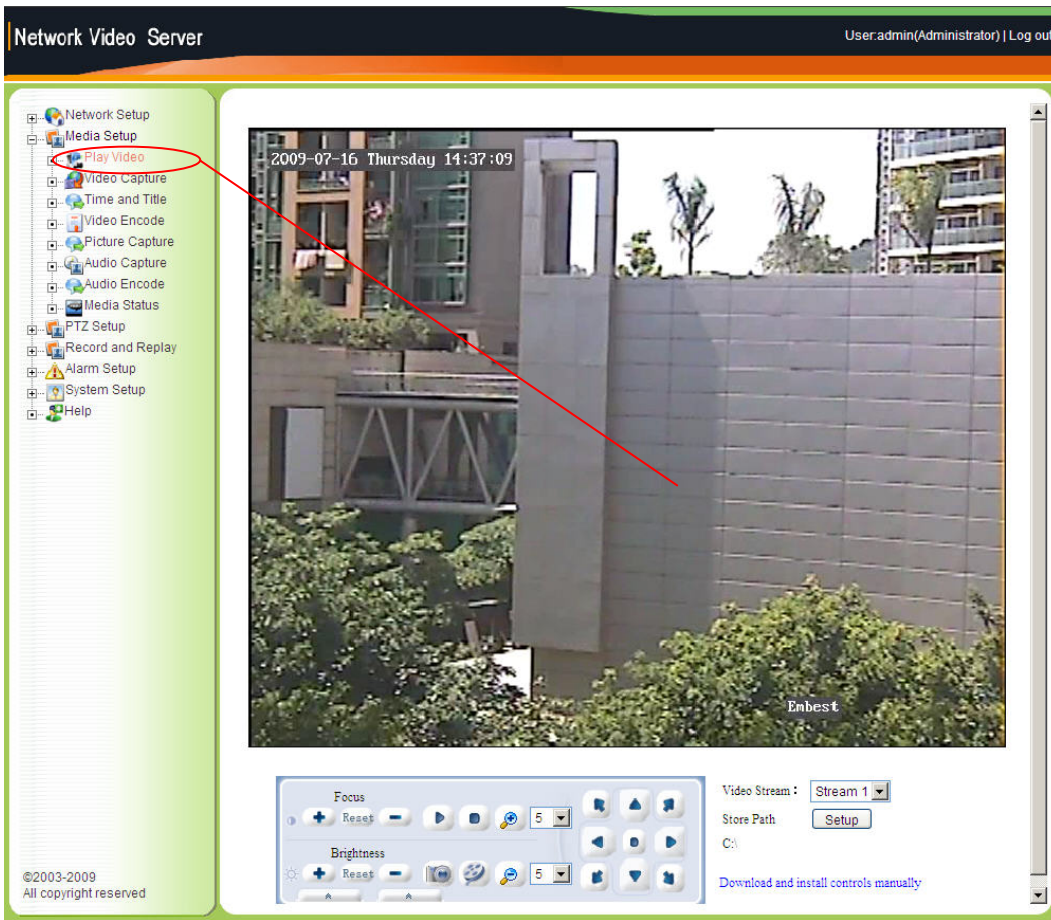 Network Video Server
User:admin(Administrator) | Log out
Network Setup
Media Setup
Play Video
Video Capture
Time and Title
Video Encode
Picture Capture
Audio Capture
Audio Encode
Media Status
PTZ Setup
Record and Replay
Alarm Setup
System Setup
Help
©2003-2009
All copyright reserved
2009-07-16 Thursday 14:37:09
Embest
Focus
Reset
5
Brightness
Reset
5
Video Stream： Stream 1
Store Path Setup
C:\
Download and install controls manually